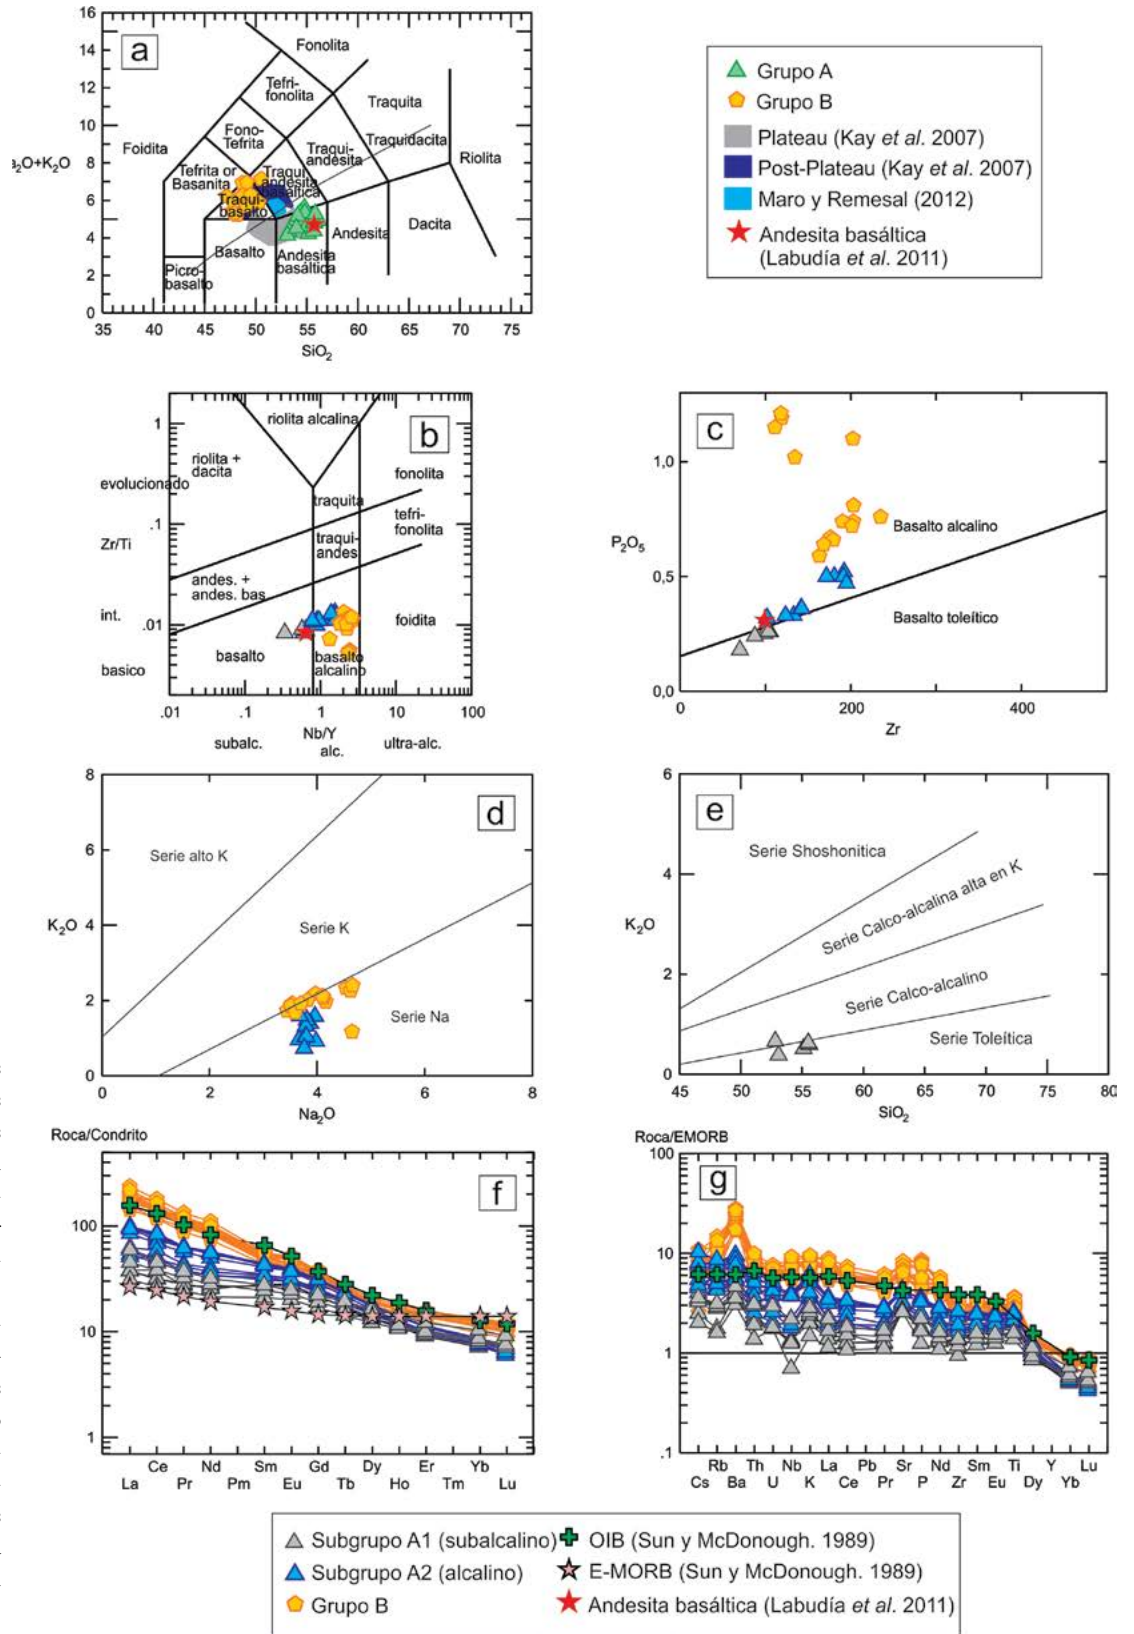 a
16
14
12
10
8
6
4
2
0
35 40 45 50 55 60 65 70 75
SiO2
₂O+K2O
Fonolita
Tefri-
fonolita
Fono-
Tefrita
Foidita
Traquita
Traquidacita
Riolita
Traqui-
andesita
Tefrita or
Basanita
Traqui
andesita
basáltica
Traqui-
basalto
Basalto
Andesita
basáltica
Andesita
Dacita
Picro-
basalto
Grupo A
Grupo B
Plateau (Kay et al. 2007)
Post-Plateau (Kay et al. 2007)
Maro y Remesal (2012)
Andesita basáltica
(Labudía et al. 2011)
b
1
.1
.01
.01 .1 1 10 100
Zr/Ti
evolucionado
int.
basico
riolita alcalina
riolita +
dacita
fonolita
traquita
tefri-
fonolita
traqui-
andes
andes. +
andes. bas
foidita
basalto
basalto
alcalino
Nb/Y
subalc. alc. ultra-alc.
c
1,0
0,5
0,0
P2O5
0 200 400
Zr
Basalto alcalino
Basalto toleítico
d
8
6
4
2
0
K2O
0 2 4 6 8
Na2O
Serie alto K
Serie K
Serie Na
e
6
4
2
0
K2O
45 50 55 60 65 70 75 80
SiO2
Serie Shoshonitica
Serie Calco-alcalina alta en K
Serie Calco-alcalino
Serie Toleítica
Roca/Condrito
f
100
10
1
Ce Nd Sm Gd Dy Er Yb
La Pr Pm Eu Tb Ho Tm Lu
Roca/EMORB
g
100
10
1
.1
Rb Th Nb La Pb Sr Nd Sm Ti Y Lu
Cs Ba U K Ce Pr P Zr Eu Dy Yb
Subgrupo A1 (subalcalino)
Subgrupo A2 (alcalino)
Grupo B
OIB (Sun y McDonough. 1989)
E-MORB (Sun y McDonough. 1989)
Andesita basáltica (Labudía et al. 2011)